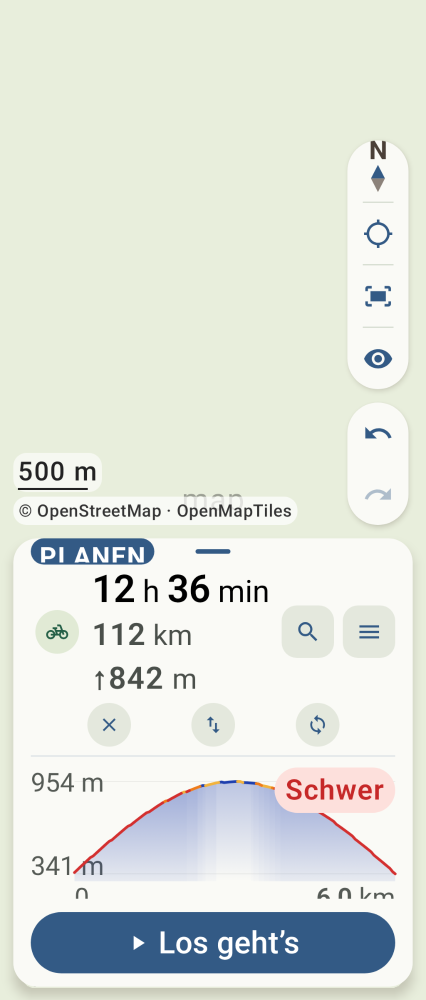 N
500 m
map
© OpenStreetMap · OpenMapTiles
PLANEN
12 h 36 min
112 km
↑842 m
954 m
Schwer
341 m
0
6.0 km
Los geht’s